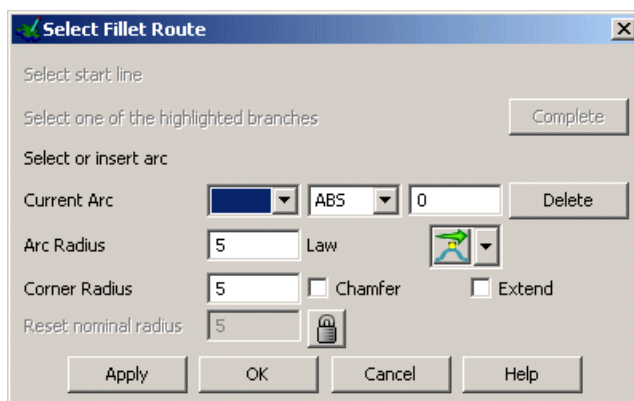 Select Fillet Route
Select start line
Select one of the highlighted branches Complete
Select or insert arc
Current Arc ABS 0 Delete
Arc Radius 5 Law
Corner Radius 5 Chamfer Extend
Reset nominal radius 5
Apply OK Cancel Help